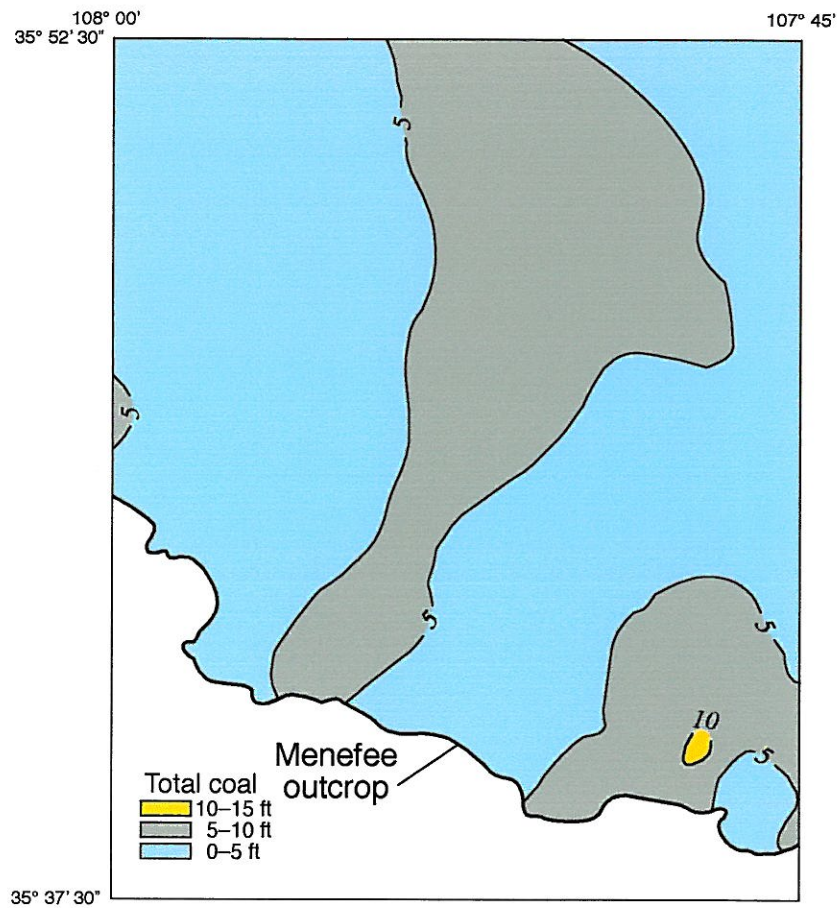 108° 00'
107° 45'
35° 52' 30"
5
5
5
5
10
5
Menefee
outcrop
Total coal
10–15 ft
5–10 ft
0–5 ft
35° 37' 30"